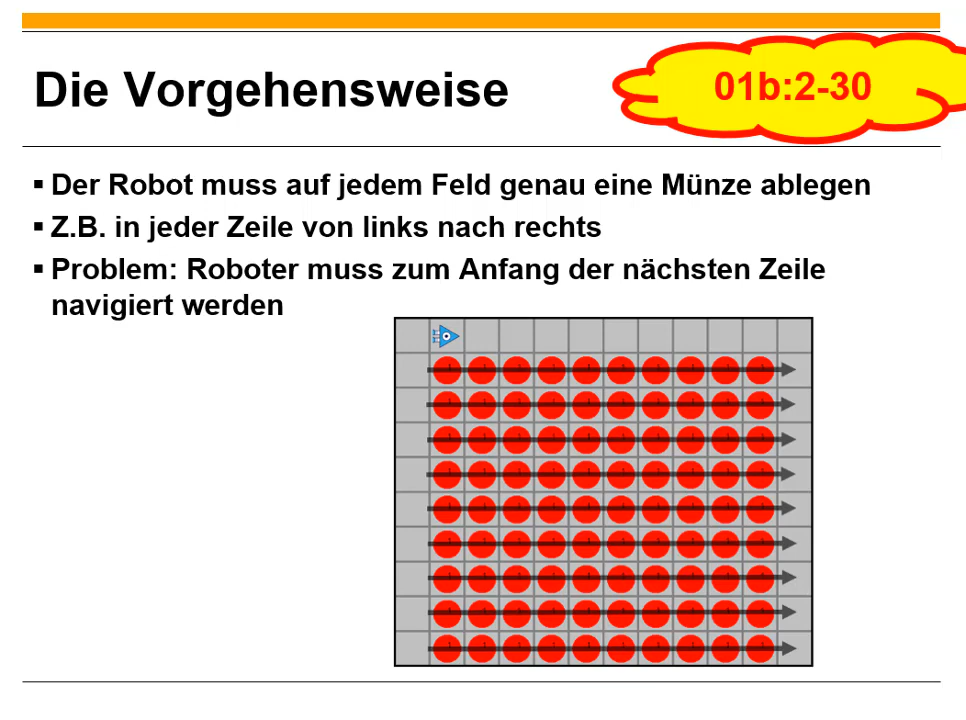 Die Vorgehensweise
01b:2-30
▪ Der Robot muss auf jedem Feld genau eine Münze ablegen
▪ Z.B. in jeder Zeile von links nach rechts
▪ Problem: Roboter muss zum Anfang der nächsten Zeile
navigiert werden